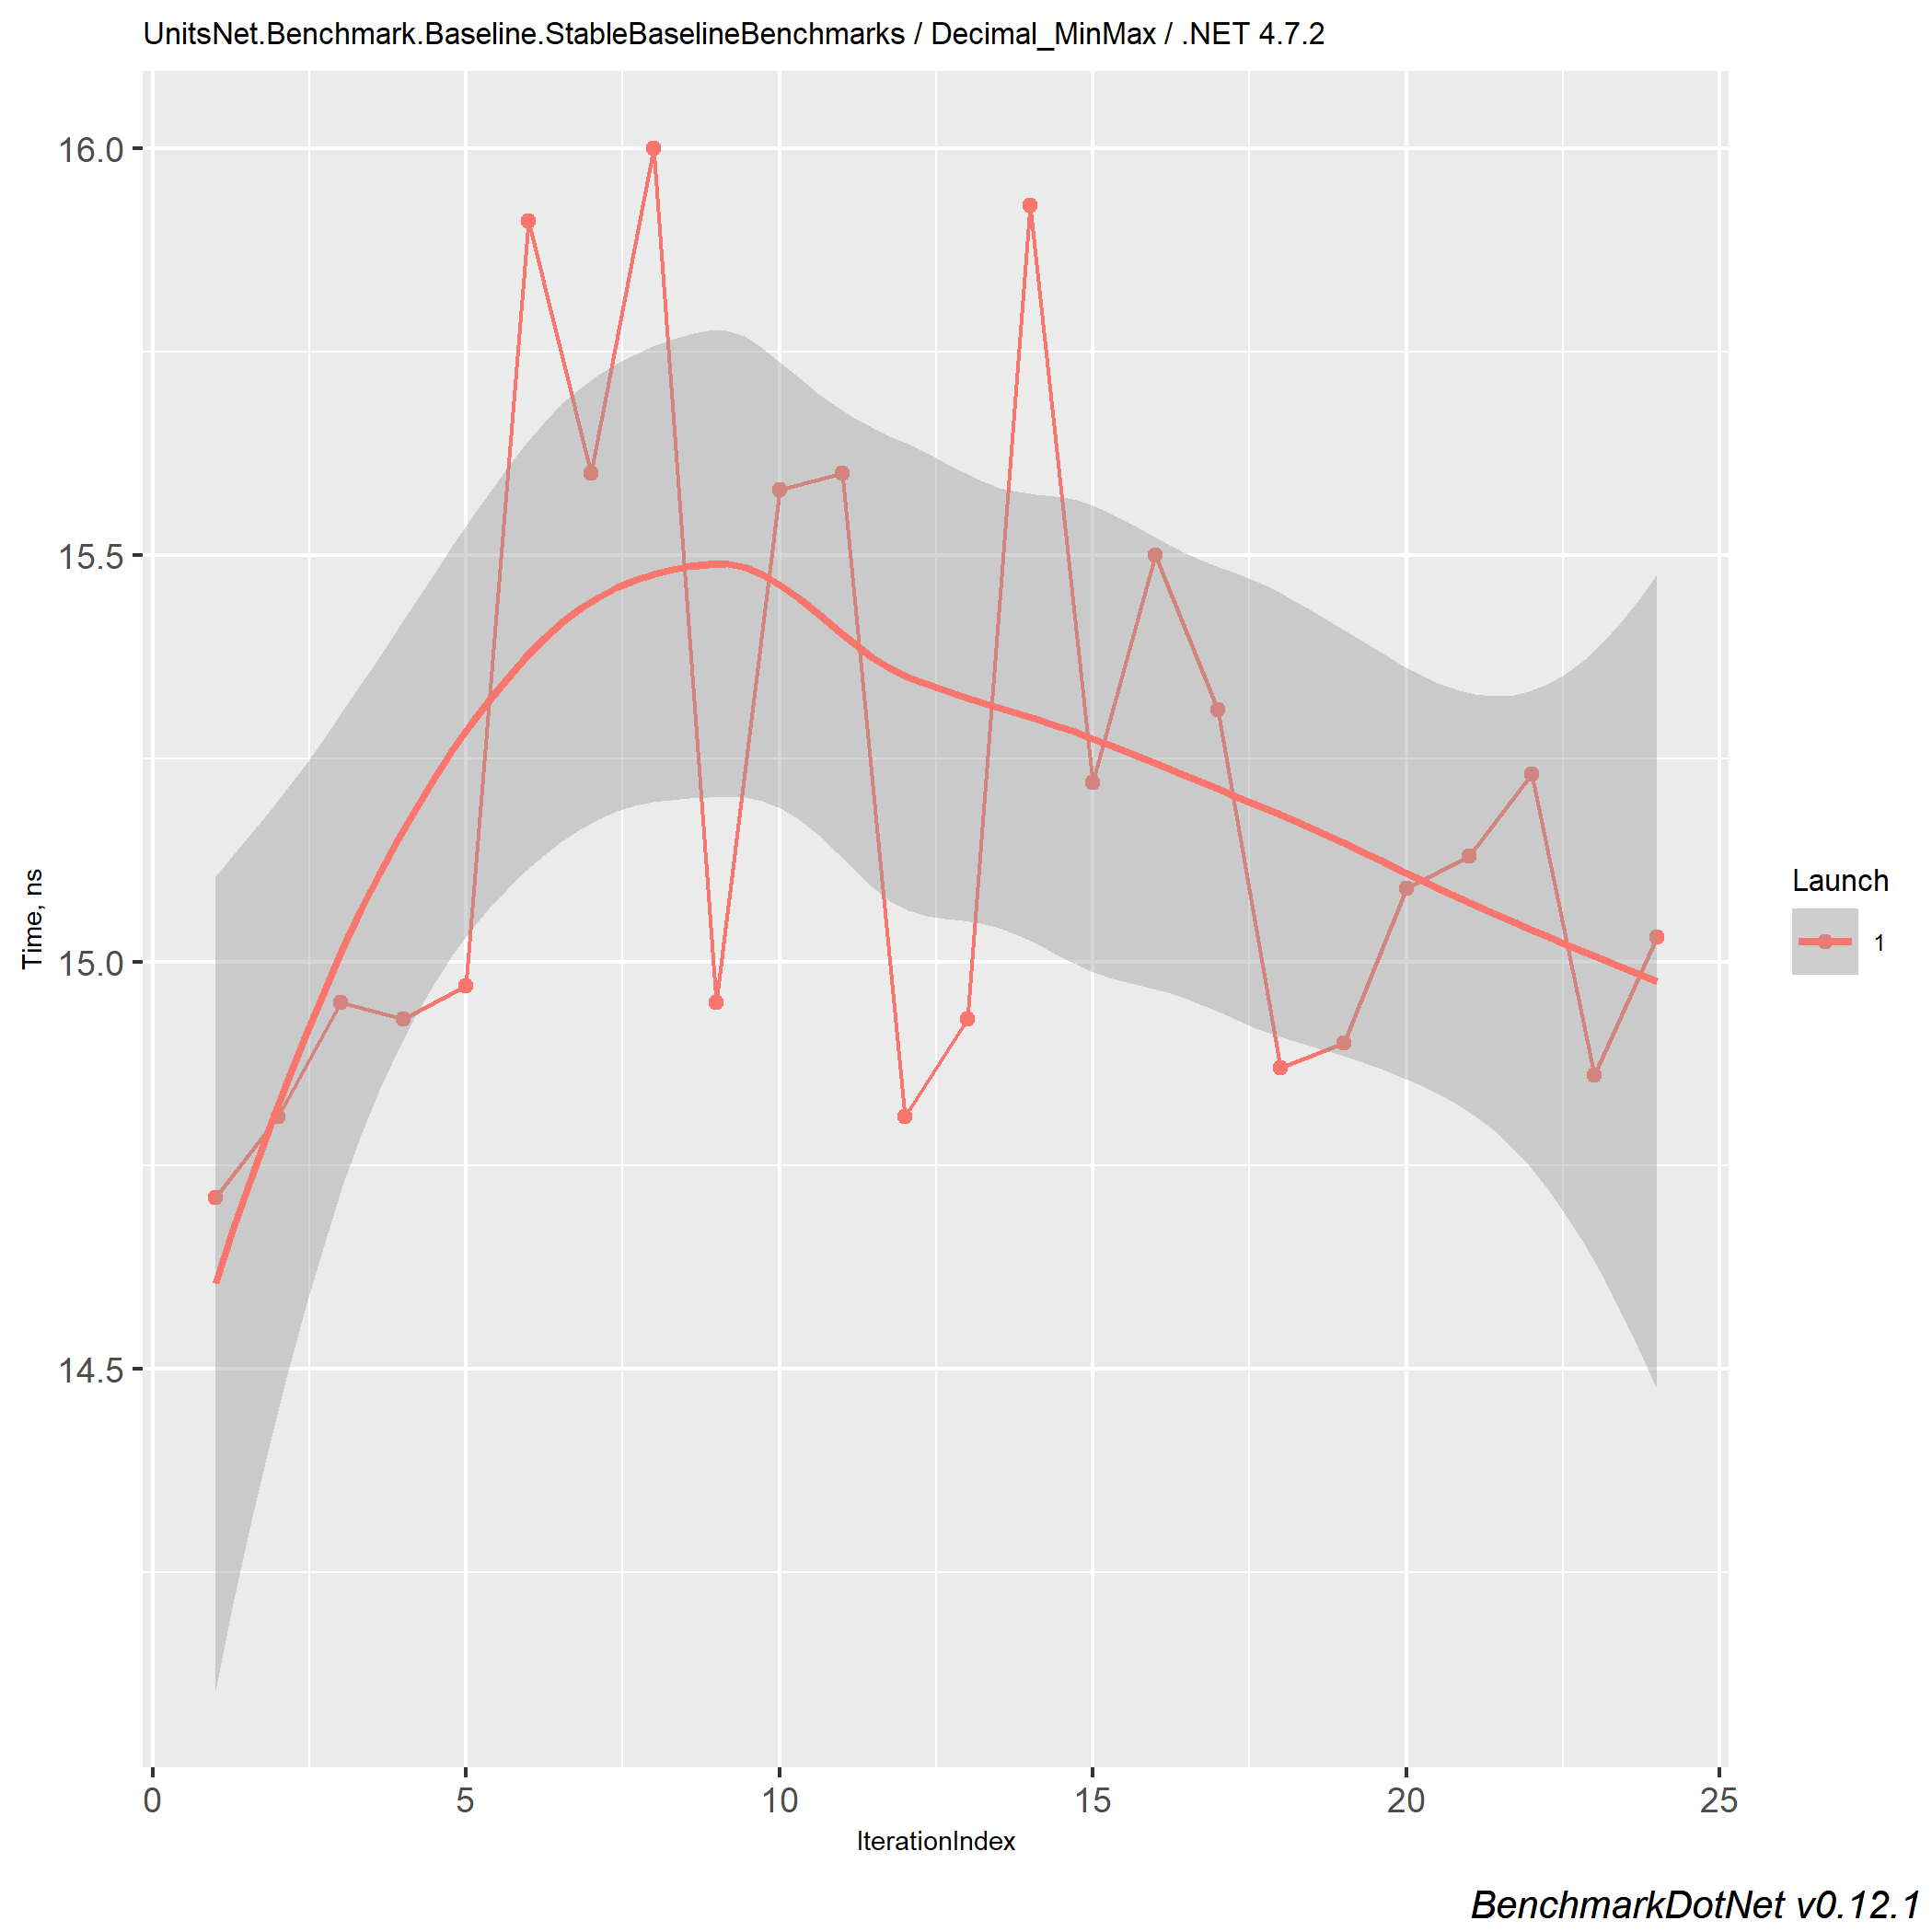 UnitsNet.Benchmark.Baseline.StableBaselineBenchmarks / Decimal_MinMax / .NET 4.7.2
16.0
15.5
15.0
14.5
Time, ns
0 5 10 15 20 25
IterationIndex
Launch
1
BenchmarkDotNet v0.12.1